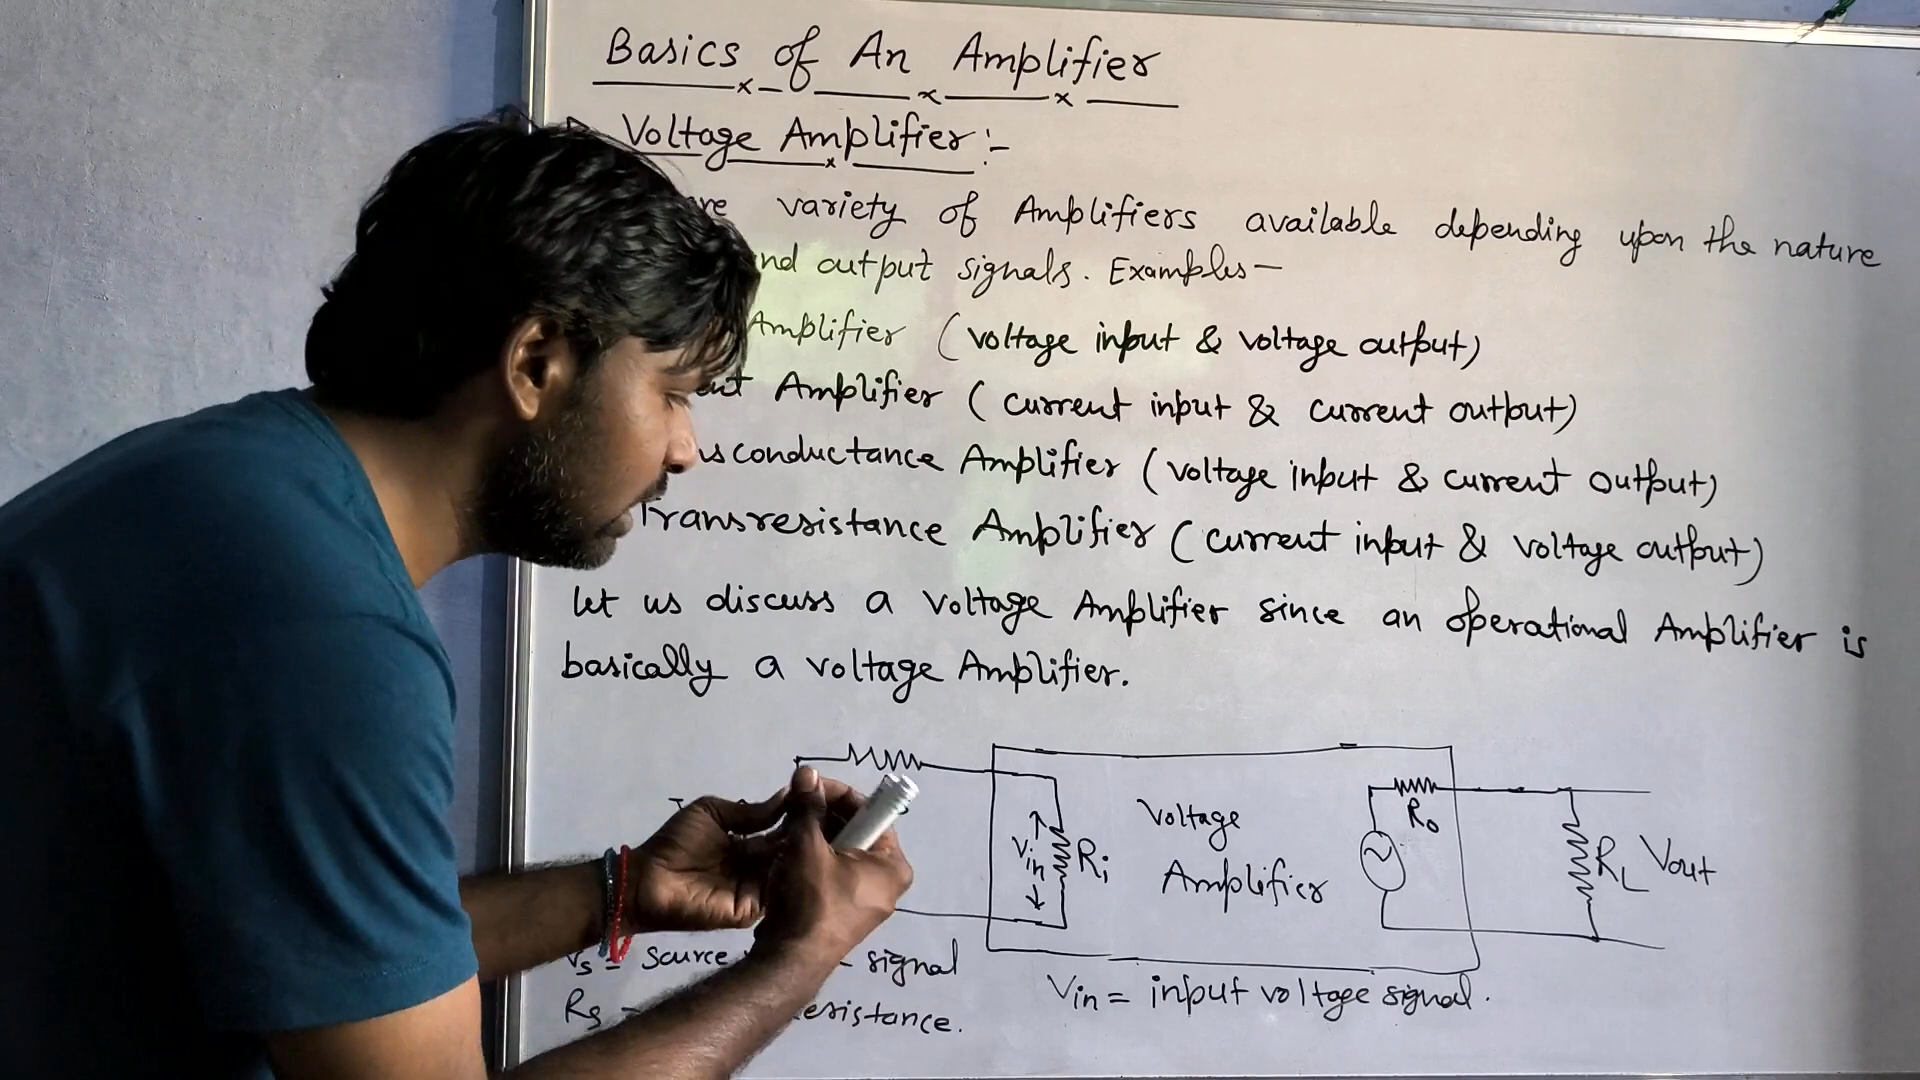 Basics of An Amplifier
Voltage Amplifier :-
variety of Amplifiers available depending upon the nature
output signals. Examples—
Amplifier (voltage input & voltage output)
Amplifier (current input & current output)
Amplifier (voltage input & current output)
Transresistance Amplifier (current input & voltage output)
let us discuss a voltage Amplifier since an operational Amplifier is
basically a voltage Amplifier.
Vin Ri
Voltage
Amplifier
Ro
RL Vout
Vs = source signal
Rs
Vin = input voltage signal.